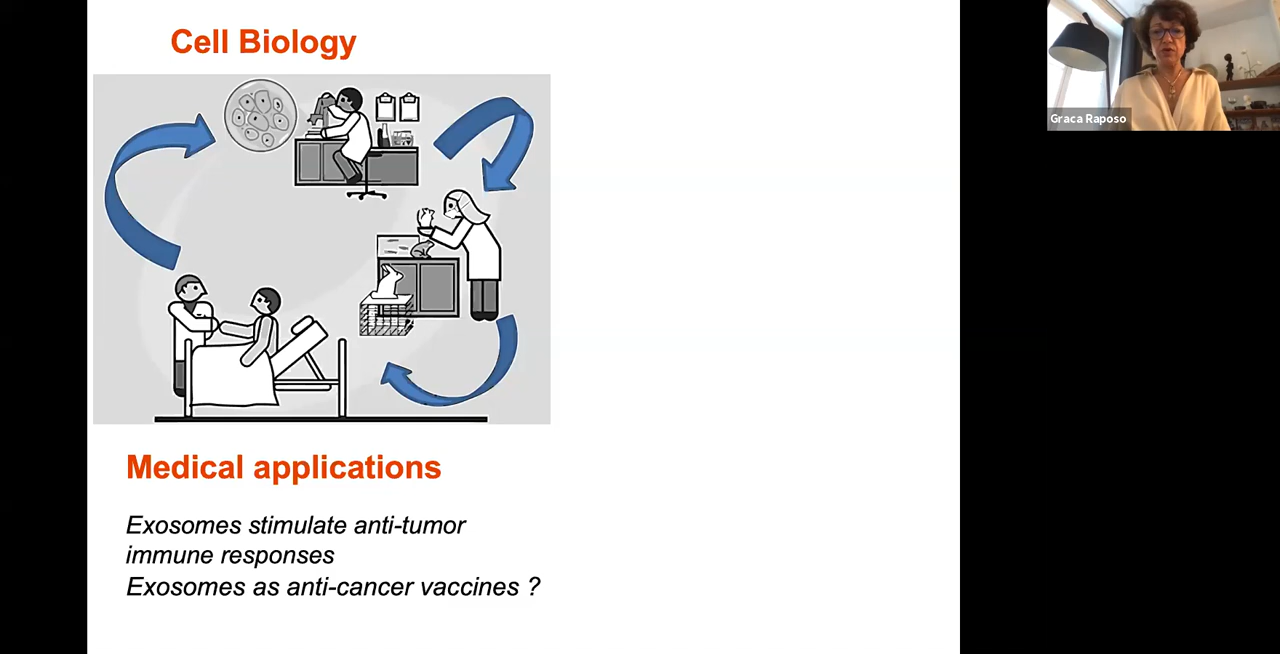 Cell Biology
Graca Raposo
Medical applications
Exosomes stimulate anti-tumor
immune responses
Exosomes as anti-cancer vaccines ?